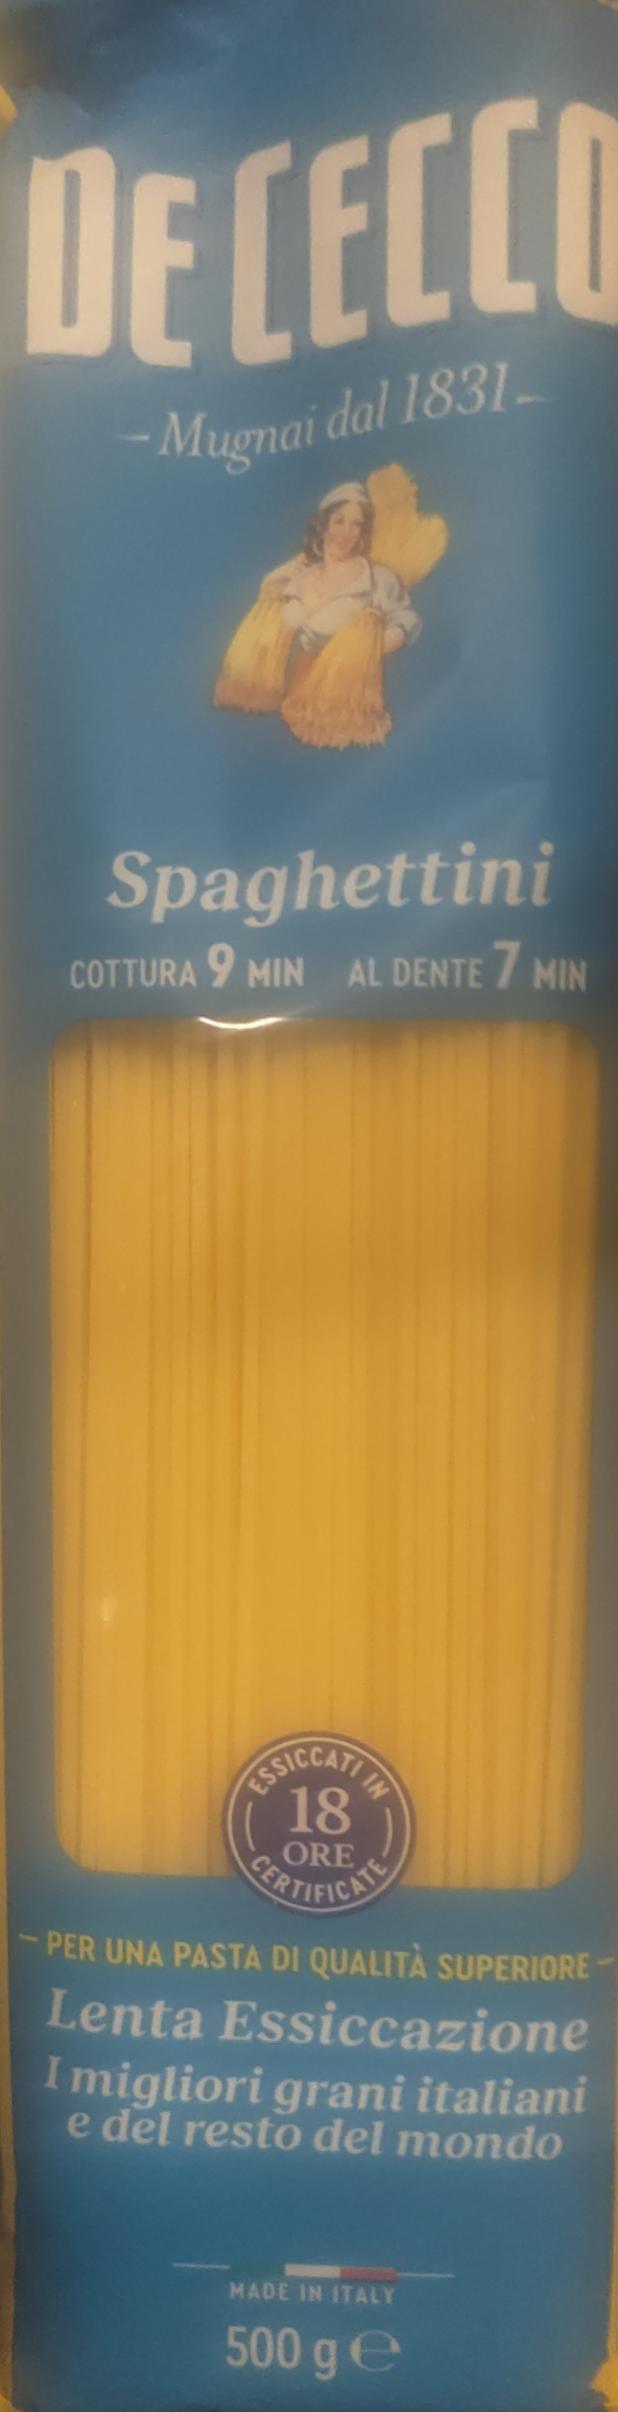 DE CECCO
- Mugnai dal 1831 -
Spaghettini
COTTURA 9 MIN AL DENTE 7 MIN
ESSICCATI IN
18
ORE
CERTIFICATE
- PER UNA PASTA DI QUALITÀ SUPERIORE -
Lenta Essiccazione
I migliori grani italiani
e del resto del mondo
MADE IN ITALY
500 g ℮